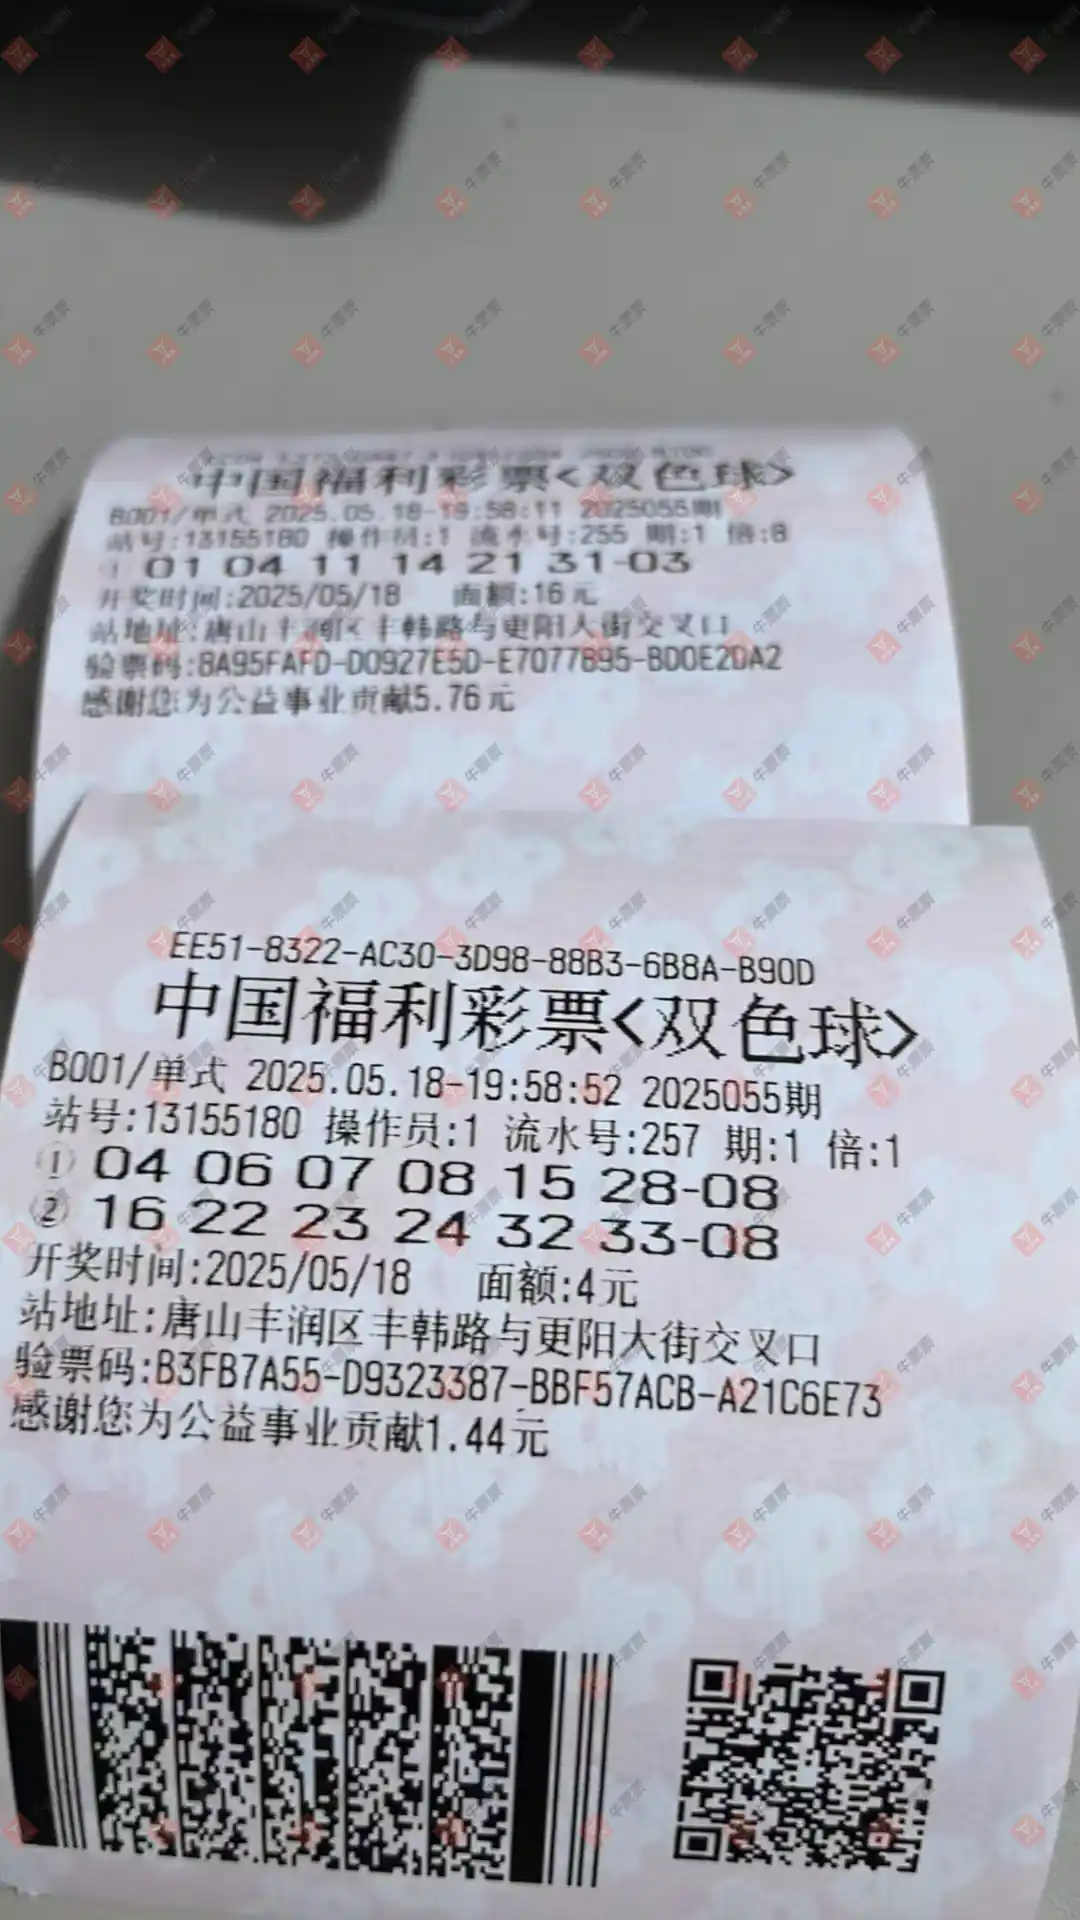 中国福利彩票<双色球>
B001/单式 2025.05.18-19:58:11 2025055期
站号:13155180 操作员:1 流水号:255 期:1 倍:8
① 01 04 11 14 21 31-03
开奖时间:2025/05/18 面额:16元
站地址:唐山丰润区丰韩路与更阳大街交叉口
验票码:8A95FAFD-D0927E5D-E7077895-BD0E2DA2
感谢您为公益事业贡献5.76元
EE51-8322-AC30-3D98-88B3-6B8A-B90D
中国福利彩票<双色球>
B001/单式 2025.05.18-19:58:52 2025055期
站号:13155180 操作员:1 流水号:257 期:1 倍:1
① 04 06 07 08 15 28-08
② 16 22 23 24 32 33-08
开奖时间:2025/05/18 面额:4元
站地址:唐山丰润区丰韩路与更阳大街交叉口
验票码:B3FB7A55-D9323387-BBF57ACB-A21C6E73
感谢您为公益事业贡献1.44元
牛票票